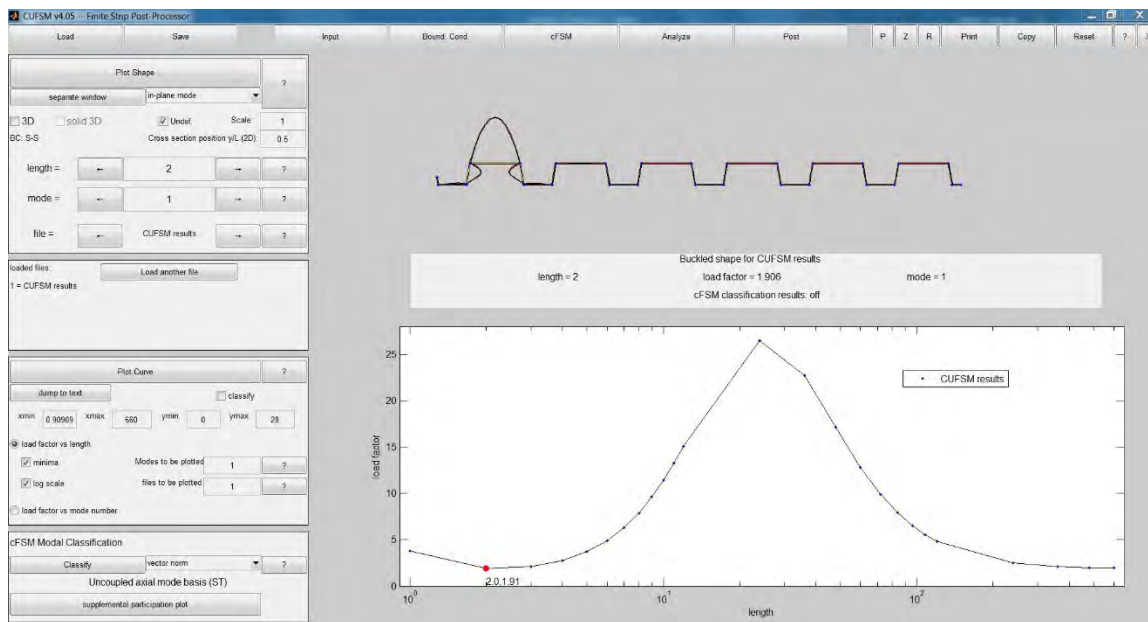 CUFSM v4.05 -- Finite Strip Post-Processor
Load Save Input Bound. Cond. cFSM Analyze Post P Z R Print Copy Reset ?
Plot Shape ?
separate window in-plane mode
3D solid 3D Undef. Scale: 1
BC: S-S Cross section position y/L (2D): 0.5
length = ← 2 → ?
mode = ← 1 → ?
file = ← CUFSM results → ?
loaded files: Load another file
1 = CUFSM results
Plot Curve ?
dump to text classify
xmin 0.90909 xmax 660 ymin 0 ymax 28
load factor vs length
minima Modes to be plotted 1 ?
log scale files to be plotted 1 ?
load factor vs mode number
cFSM Modal Classification
Classify vector norm ?
Uncoupled axial mode basis (ST)
supplemental participation plot
Buckled shape for CUFSM results
length = 2 load factor = 1.906 mode = 1
cFSM classification results: off
25
20
15
10
5
0
load factor
CUFSM results
2.0,1.91
10^0 10^1 10^2
length